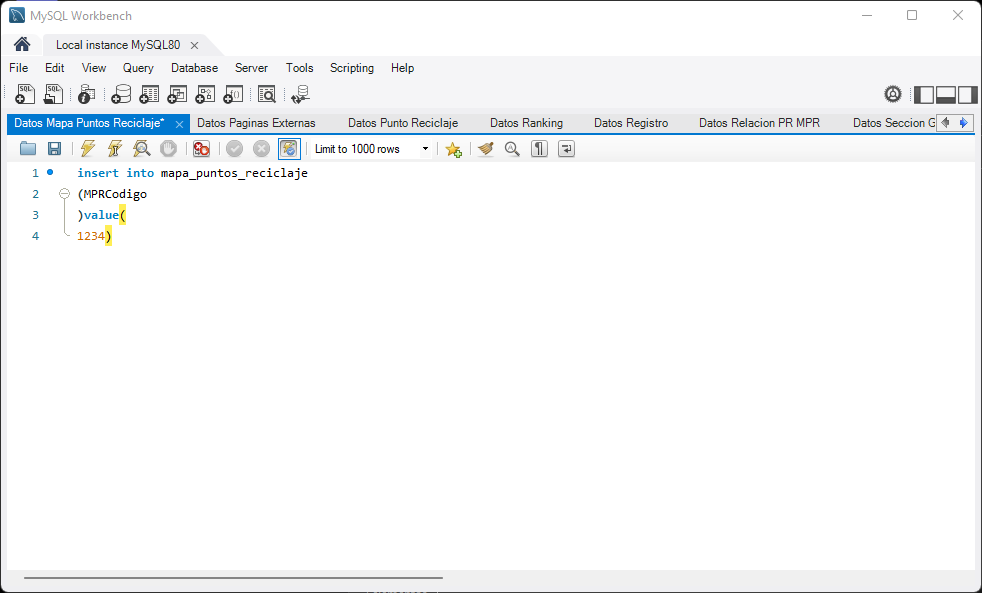 MySQL Workbench
Local instance MySQL80
File Edit View Query Database Server Tools Scripting Help
Datos Mapa Puntos Reciclaje* Datos Paginas Externas Datos Punto Reciclaje Datos Ranking Datos Registro Datos Relacion PR MPR Datos Seccion G
Limit to 1000 rows
1 insert into mapa_puntos_reciclaje
2 (MPRCodigo
3 )value(
4 1234)